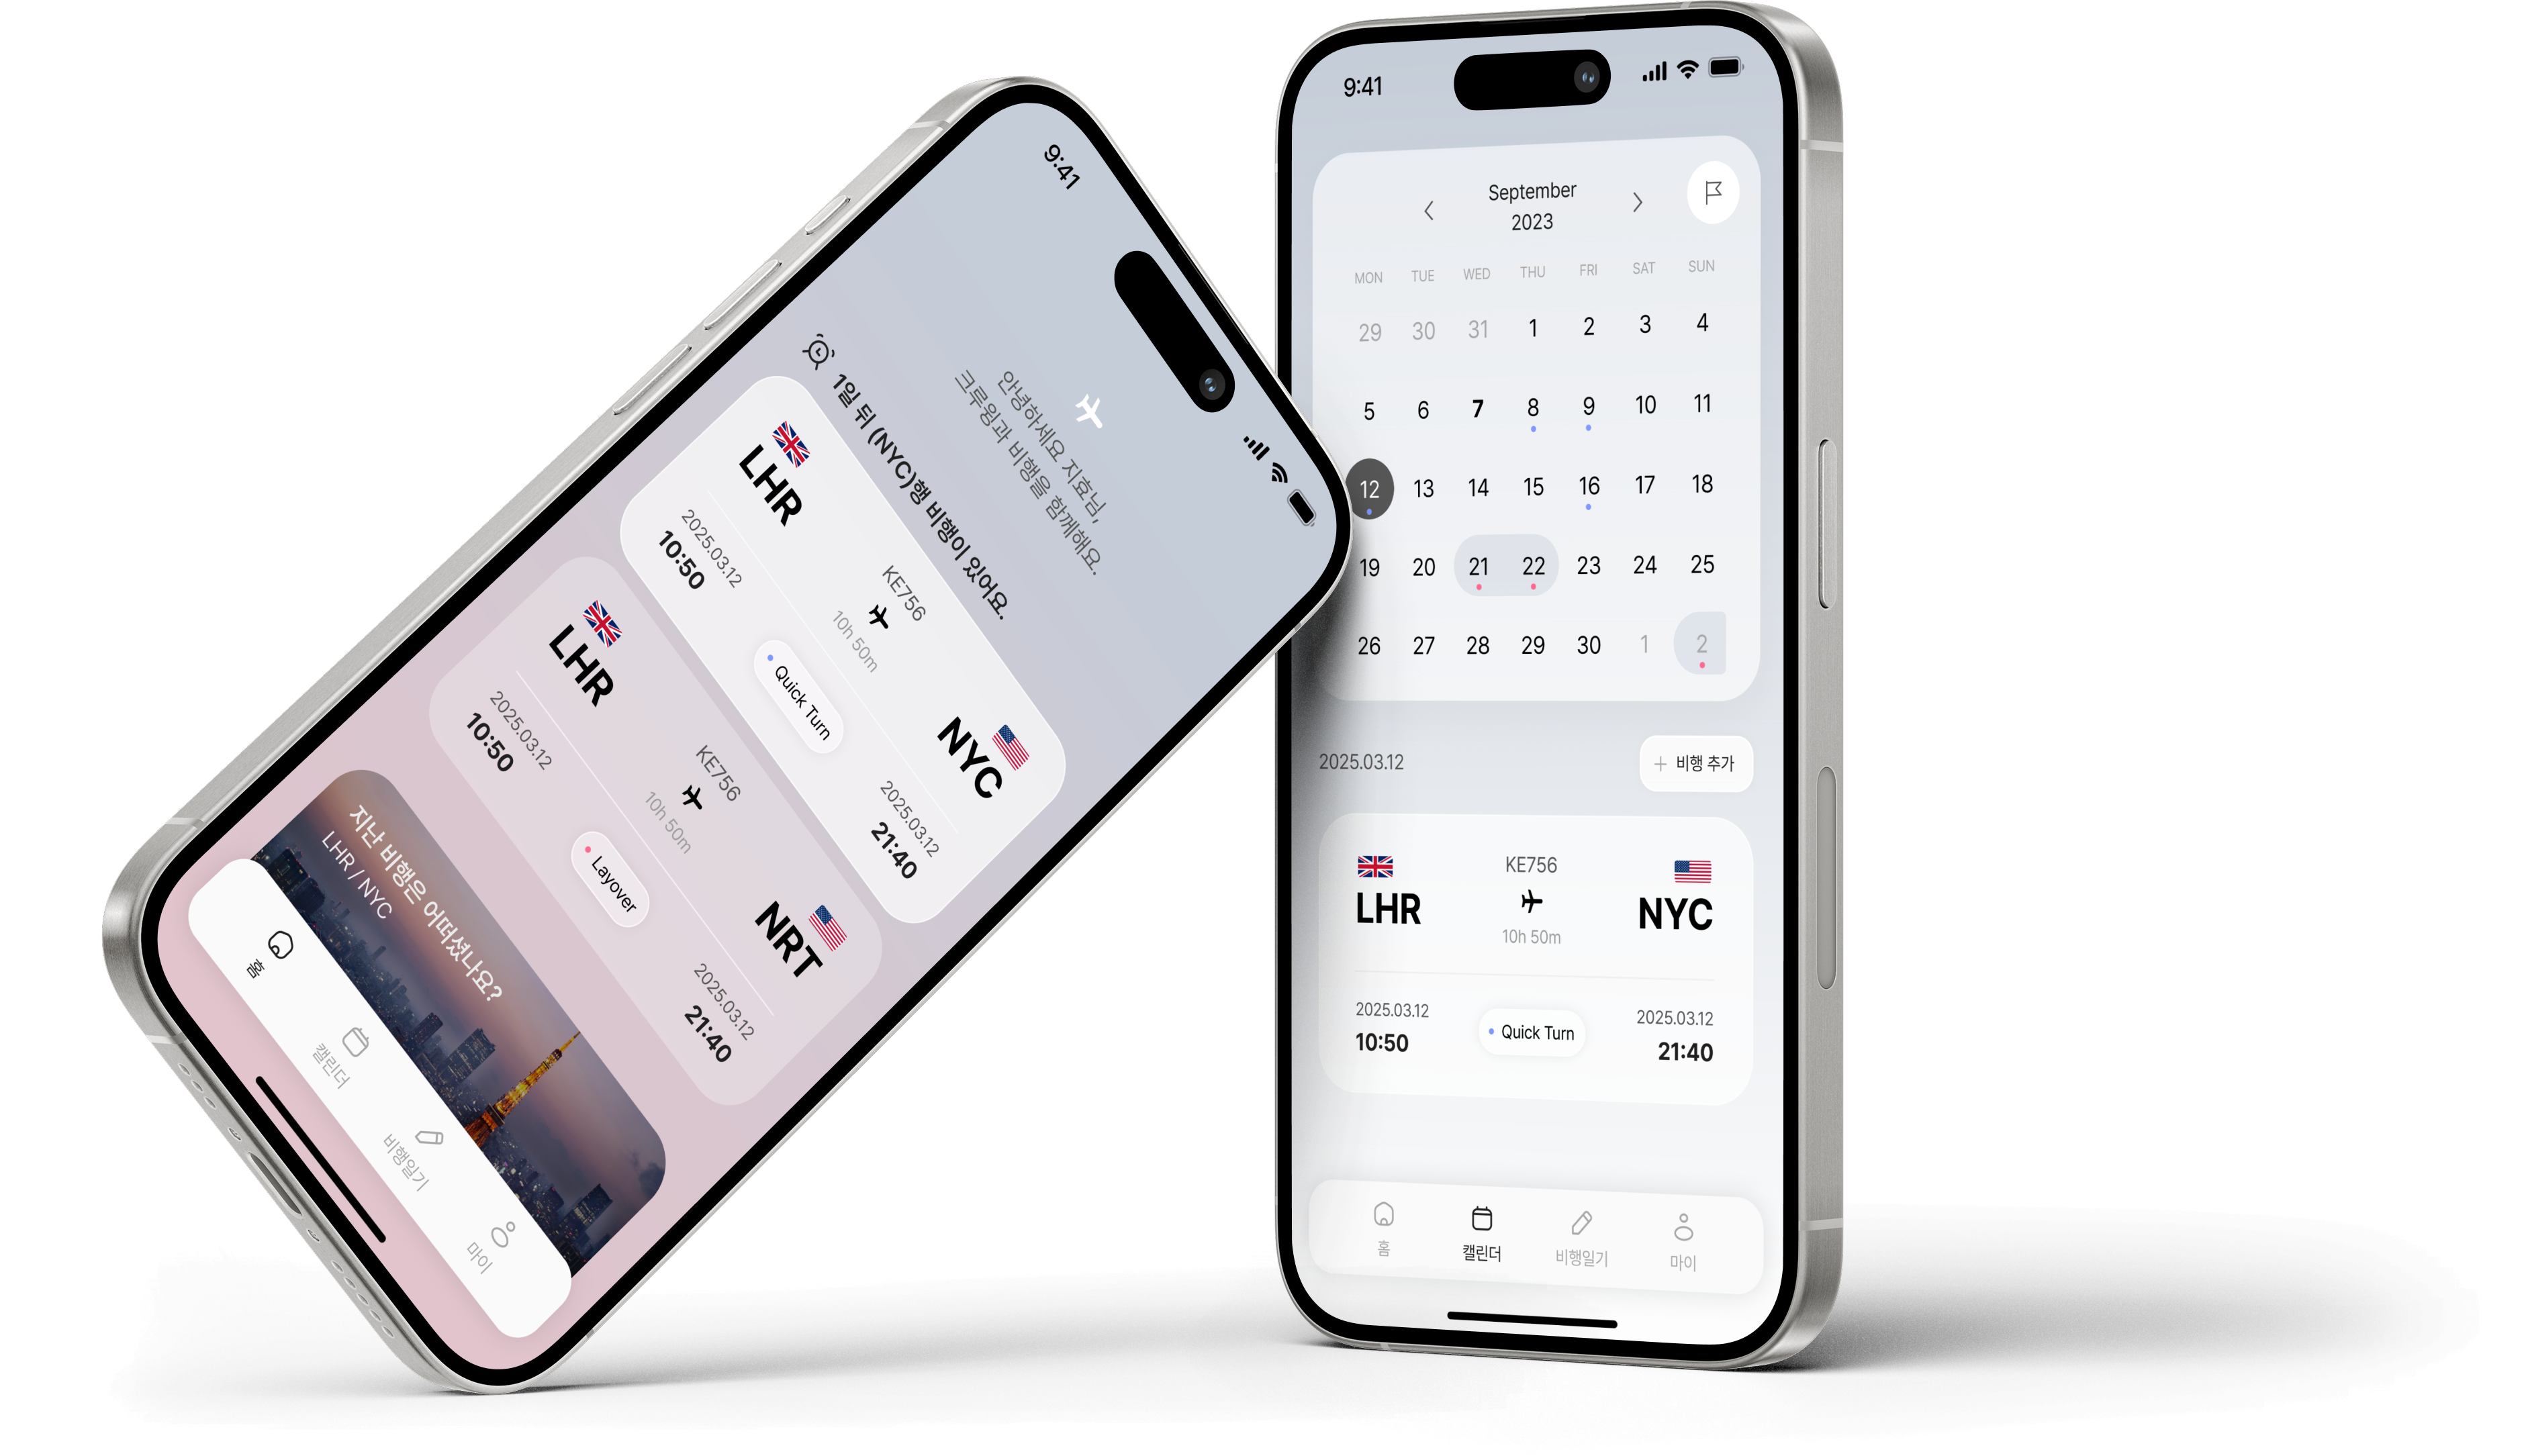 9:41
안녕하세요 지효님,
크루윙과 비행을 함께해요.
1일 뒤 (NYC)행 비행이 있어요.
LHR
KE756
10h 50m
NYC
2025.03.12
10:50
Quick Turn
2025.03.12
21:40
LHR
KE756
10h 50m
NRT
2025.03.12
10:50
Layover
2025.03.12
21:40
지난 비행은 어떠셨나요?
LHR / NYC
홈
캘린더
비행일기
마이
9:41
September
2023
MON TUE WED THU FRI SAT SUN
29 30 31 1 2 3 4
5 6 7 8 9 10 11
12 13 14 15 16 17 18
19 20 21 22 23 24 25
26 27 28 29 30 1 2
2025.03.12
+ 비행 추가
LHR
KE756
10h 50m
NYC
2025.03.12
10:50
Quick Turn
2025.03.12
21:40
홈
캘린더
비행일기
마이